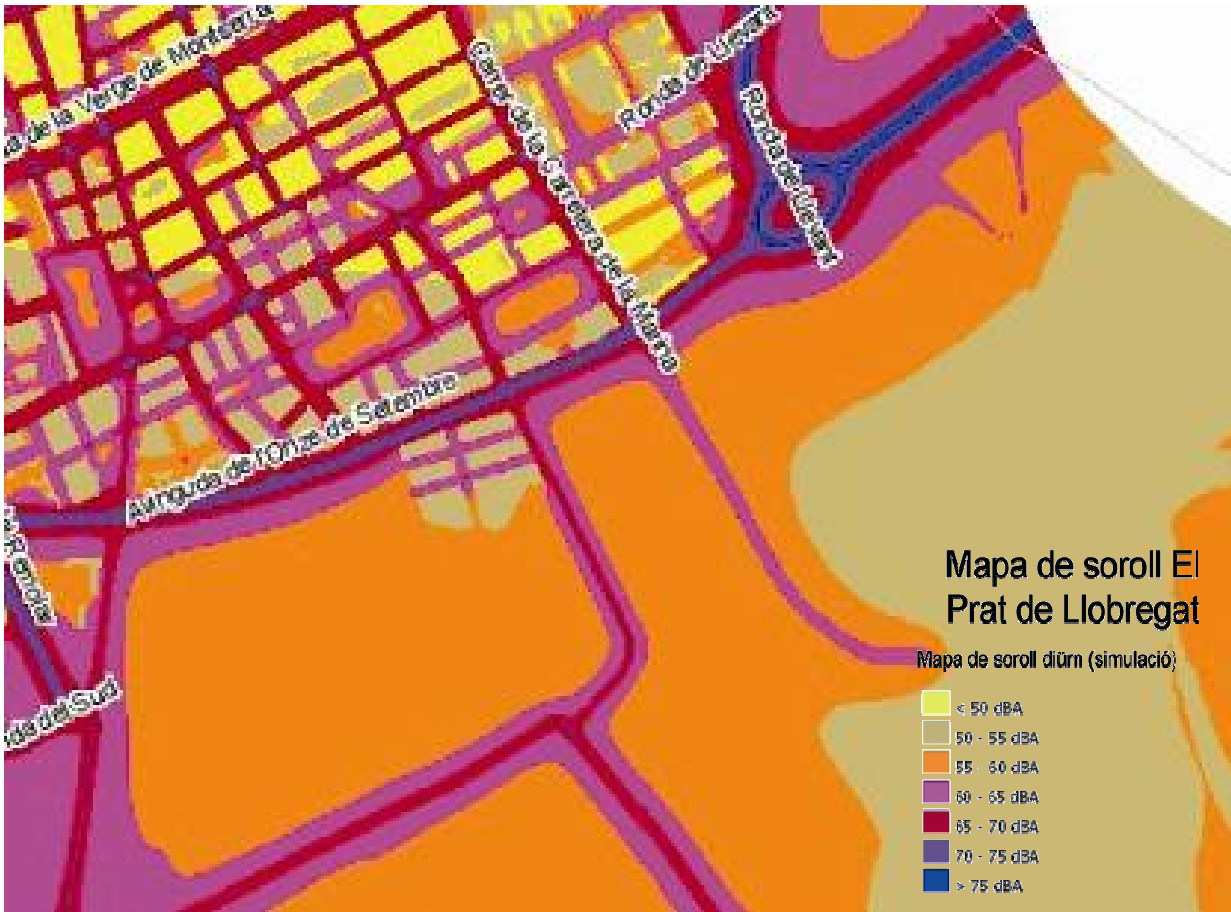 de la Verge de Montserrat
Carrer de la Carretera de la Marina
Ronda de Llevant
Ronda de Llevant
Avinguda de l'Onze de Setembre
del Sud
Mapa de soroll El
Prat de Llobregat
Mapa de soroll diürn (simulació)
< 50 dBA
50 - 55 dBA
55 - 60 dBA
60 - 65 dBA
65 - 70 dBA
70 - 75 dBA
> 75 dBA